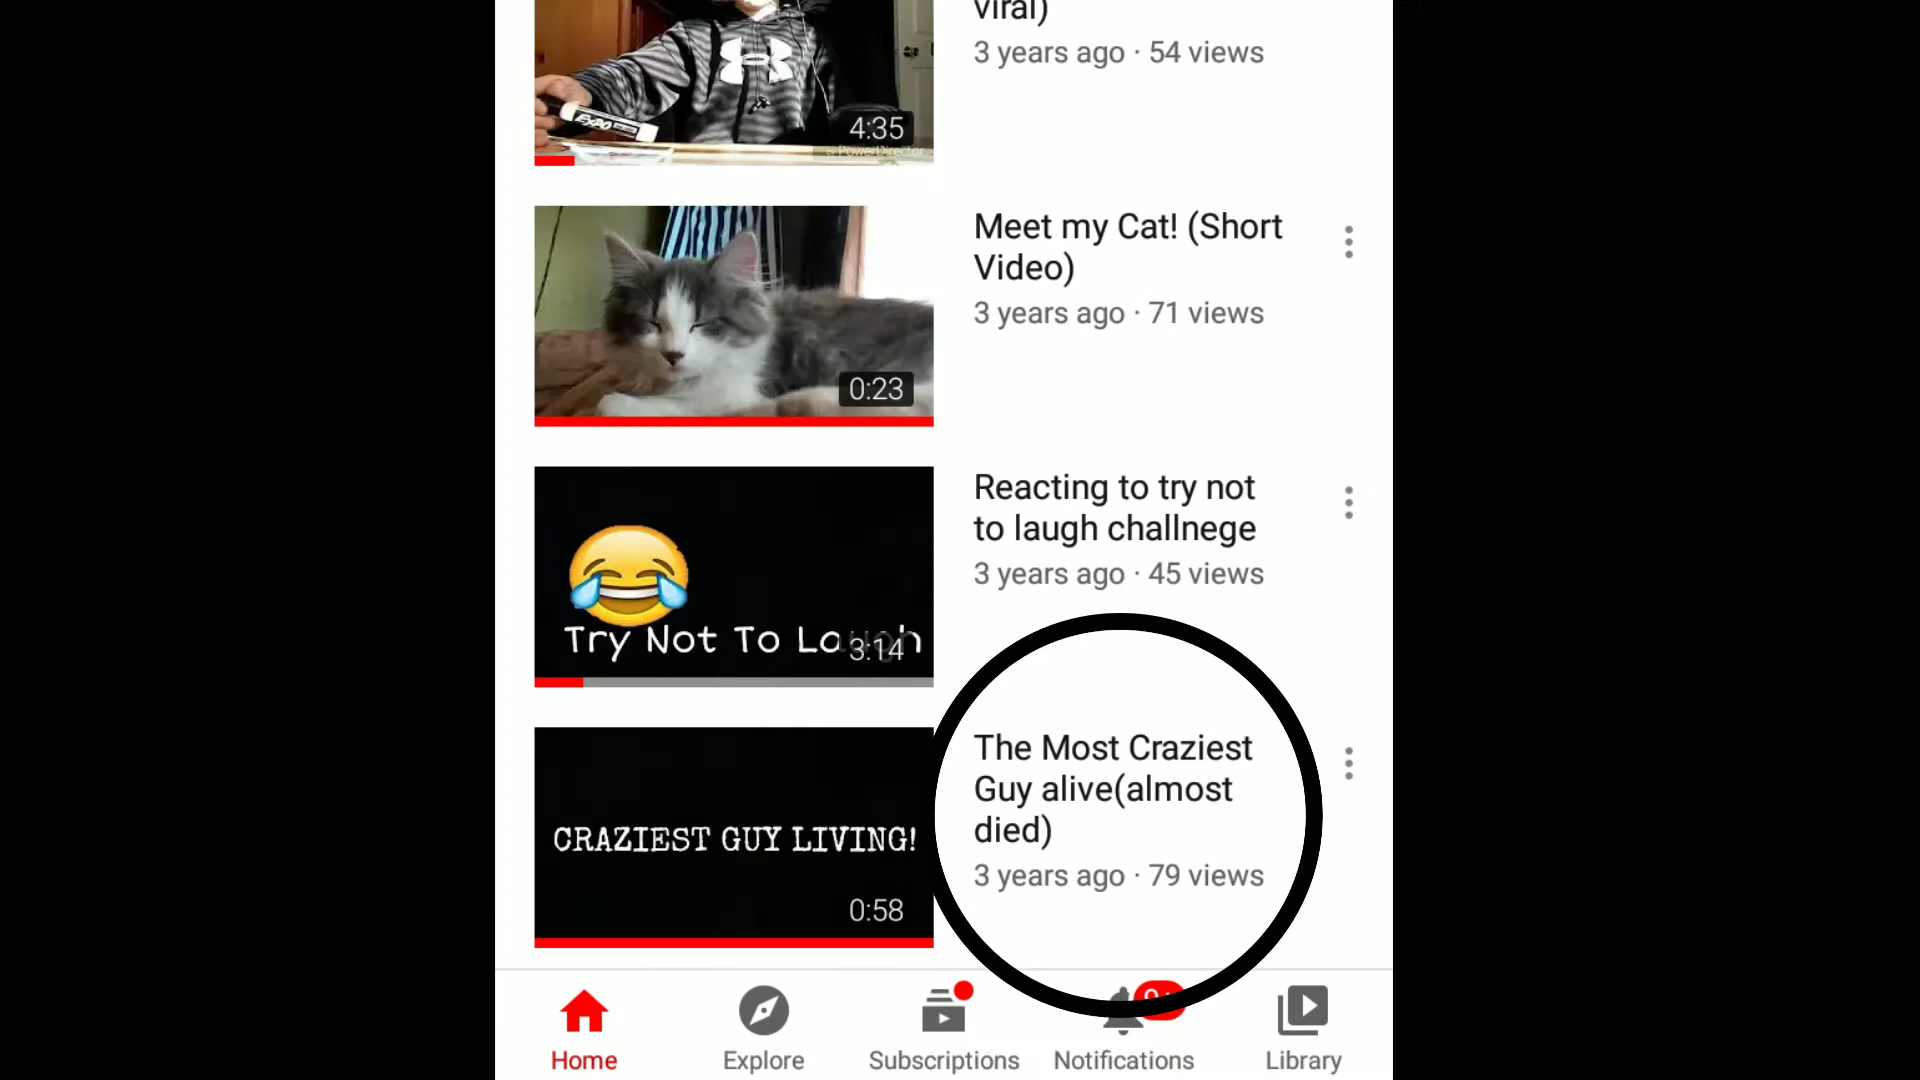 viral)
3 years ago · 54 views
EXPO
4:35
PowerDirector
Meet my Cat! (Short
Video)
3 years ago · 71 views
0:23
Reacting to try not
to laugh challnege
3 years ago · 45 views
Try Not To Laugh
3:14
The Most Craziest
Guy alive(almost
died)
3 years ago · 79 views
CRAZIEST GUY LIVING!
0:58
Home
Explore
Subscriptions
Notifications
Library